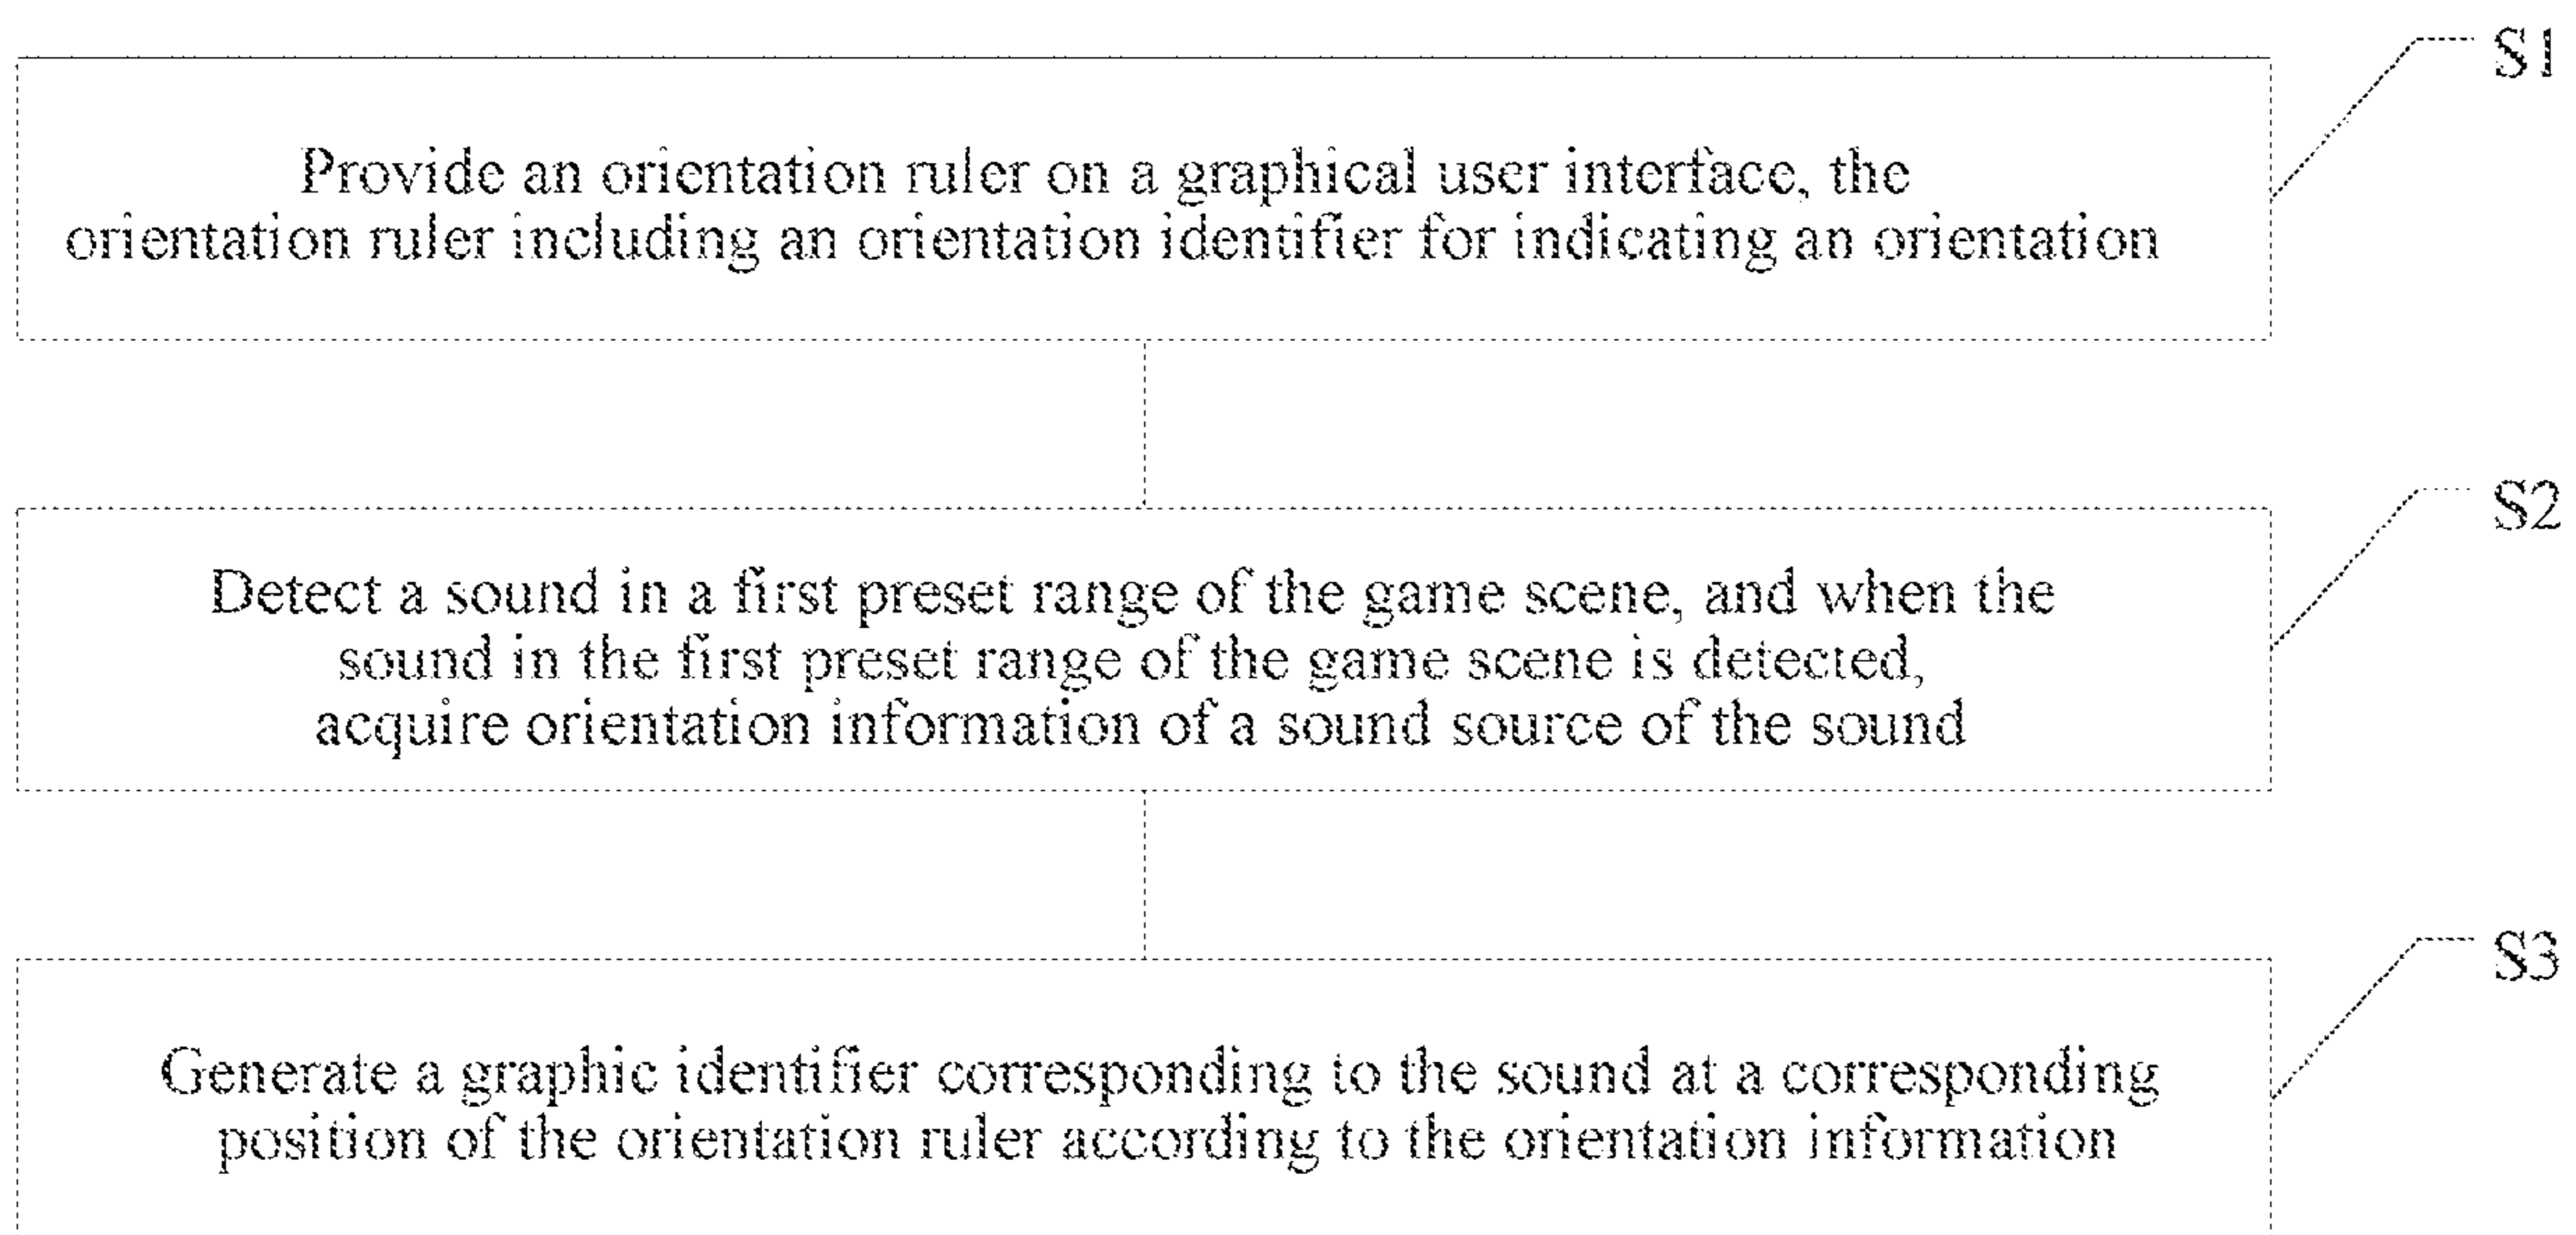 S1
Provide an orientation ruler on a graphical user interface, the
orientation ruler including an orientation identifier for indicating an orientation
S2
Detect a sound in a first preset range of the game scene, and when the
sound in the first preset range of the game scene is detected,
acquire orientation information of a sound source of the sound
S3
Generate a graphic identifier corresponding to the sound at a corresponding
position of the orientation ruler according to the orientation information